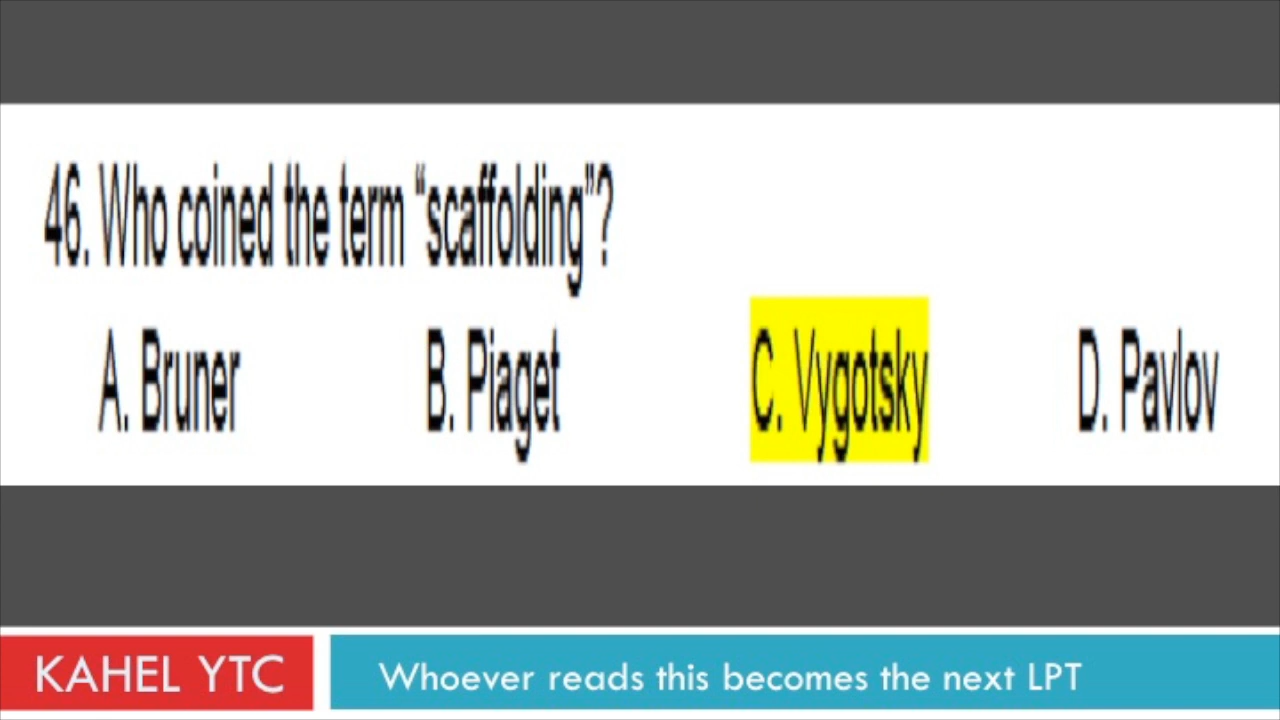 46. Who coined the term “scaffolding”?
A. Bruner B. Piaget C. Vygotsky D. Pavlov
KAHEL YTC Whoever reads this becomes the next LPT